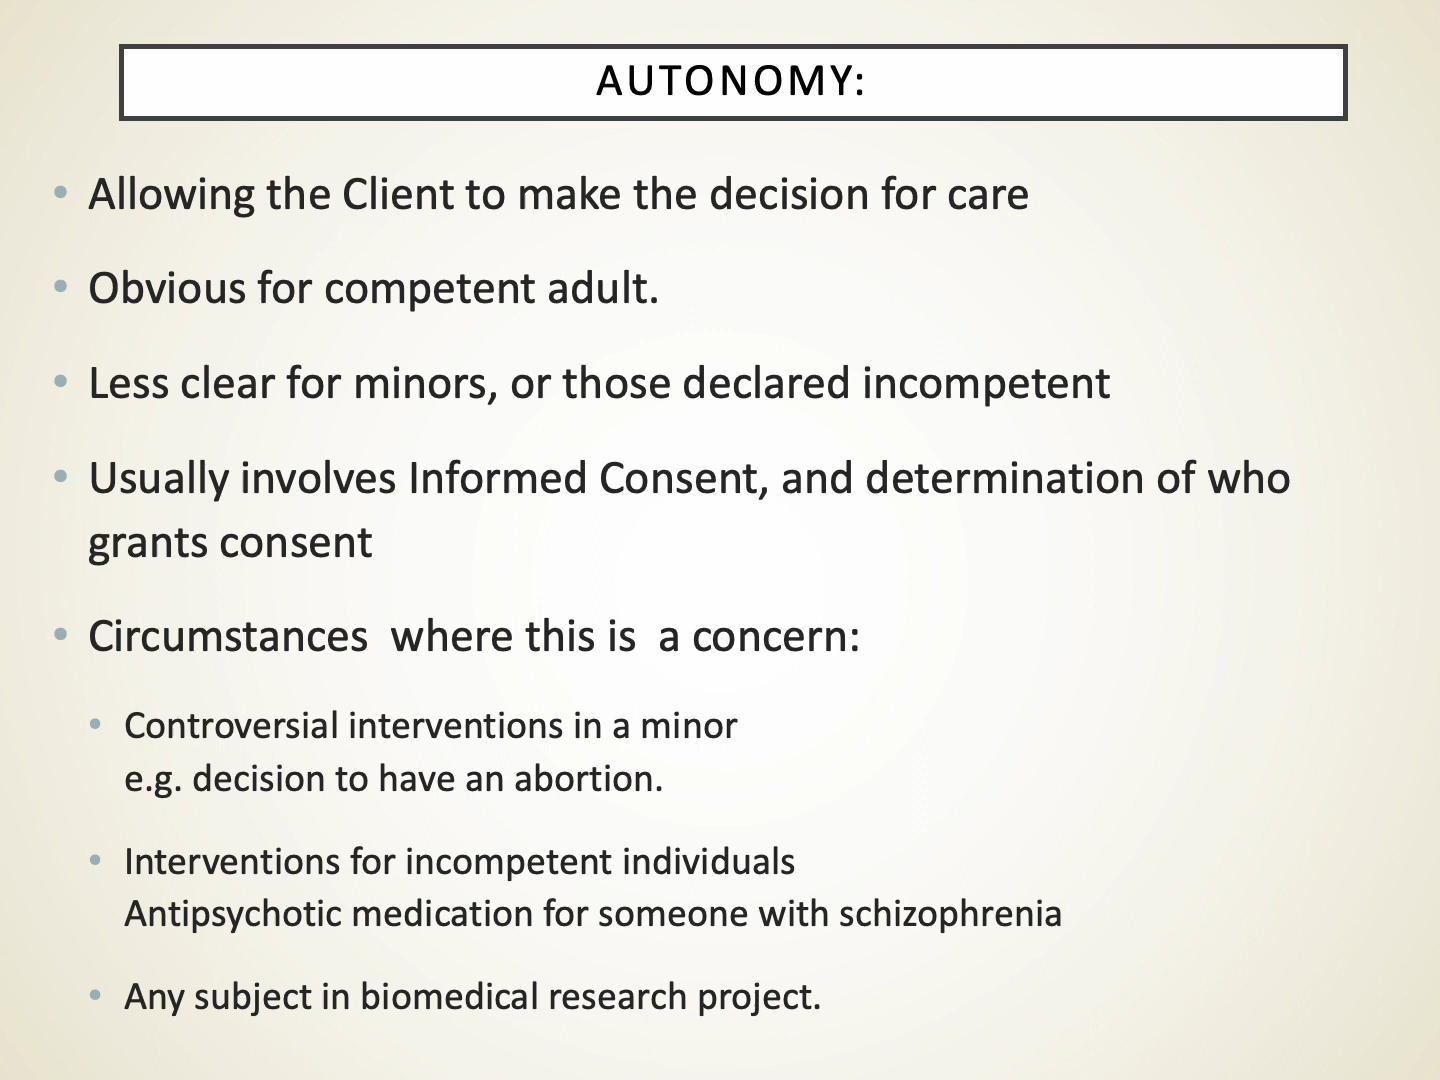 AUTONOMY:
• Allowing the Client to make the decision for care
• Obvious for competent adult.
• Less clear for minors, or those declared incompetent
• Usually involves Informed Consent, and determination of who
grants consent
• Circumstances  where this is  a concern:
• Controversial interventions in a minor
e.g. decision to have an abortion.
• Interventions for incompetent individuals
Antipsychotic medication for someone with schizophrenia
• Any subject in biomedical research project.